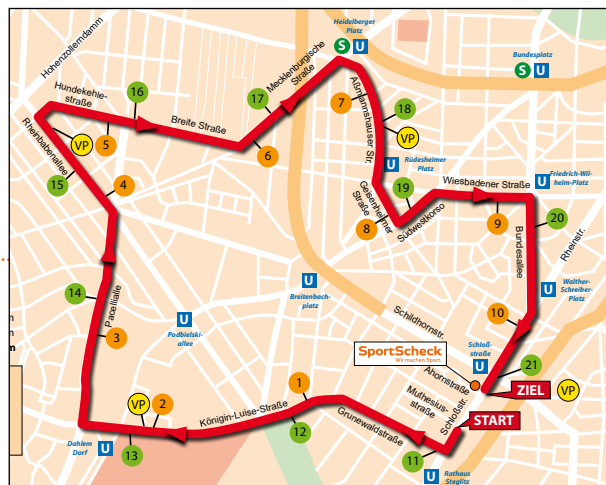 Heidelberger
Platz
S U
Bundesplatz
S U
Hohenzollerndamm
Mecklenburgische
Straße
Hundekehle-
straße
16
17
Aßmannshauser Str.
7
18
VP
Breite Straße
VP
5
6
Rheinbabenallee
15
4
U
Rüdesheimer
Platz
Geisenheimer
Straße
8
19
Südwestkorso
Wiesbadener Straße
9
U
Friedrich-Wil-
helm-Platz
20
Bundesallee
Rheinstr.
14
Pacelliallee
3
U
Podbielski-
allee
U
Breitenbach-
platz
U
Walther-
Schreiber-
Platz
10
Schildhornstr.
SportScheck
Wir machen Sport.
Schloß-
straße
U
21
Ahornstraße
ZIEL
VP
Muthesius-
straße
Schloßstr.
START
1
VP
2
Königin-Luise-Straße
12
Grunewaldstraße
Dahlem
Dorf
U
13
11
U
Rathaus
Steglitz
n
n
m